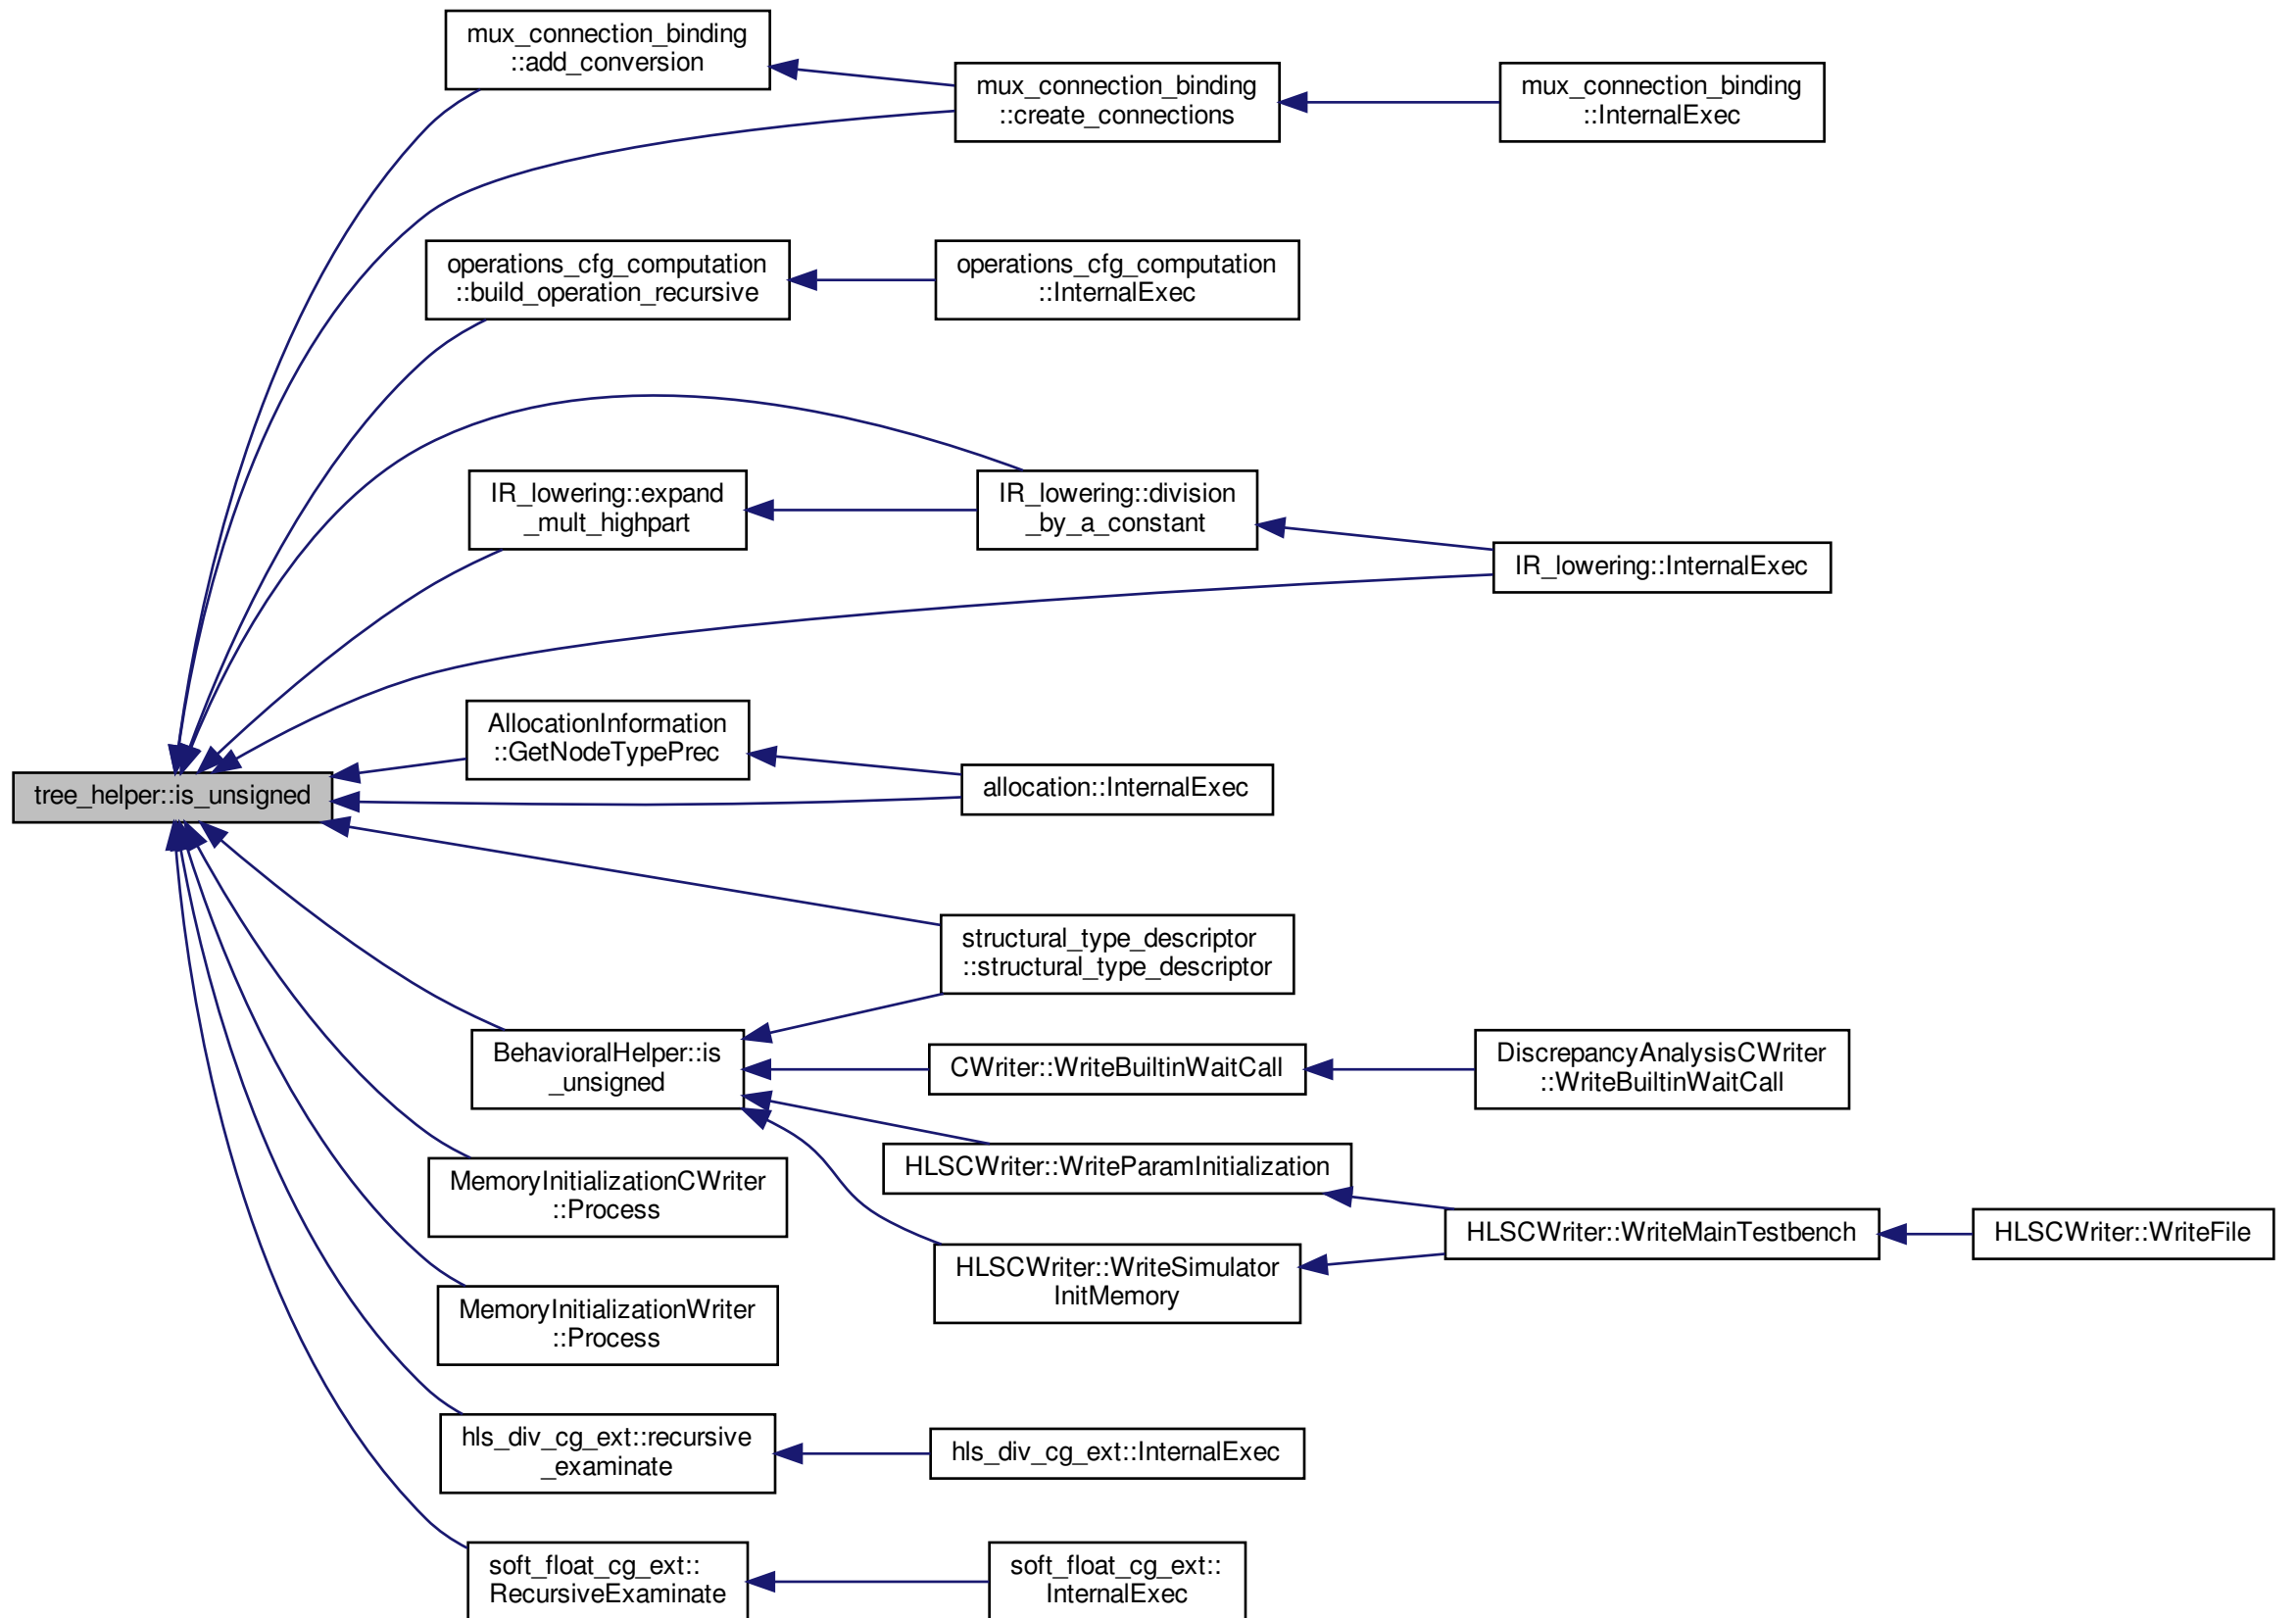 mux_connection_binding
::add_conversion
mux_connection_binding
::create_connections
mux_connection_binding
::InternalExec
operations_cfg_computation
::build_operation_recursive
operations_cfg_computation
::InternalExec
IR_lowering::expand
_mult_highpart
IR_lowering::division
_by_a_constant
IR_lowering::InternalExec
AllocationInformation
::GetNodeTypePrec
allocation::InternalExec
tree_helper::is_unsigned
structural_type_descriptor
::structural_type_descriptor
BehavioralHelper::is
_unsigned
CWriter::WriteBuiltinWaitCall
DiscrepancyAnalysisCWriter
::WriteBuiltinWaitCall
HLSCWriter::WriteParamInitialization
MemoryInitializationCWriter
::Process
HLSCWriter::WriteMainTestbench
HLSCWriter::WriteFile
HLSCWriter::WriteSimulator
InitMemory
MemoryInitializationWriter
::Process
hls_div_cg_ext::recursive
_examinate
hls_div_cg_ext::InternalExec
soft_float_cg_ext::
RecursiveExaminate
soft_float_cg_ext::
InternalExec